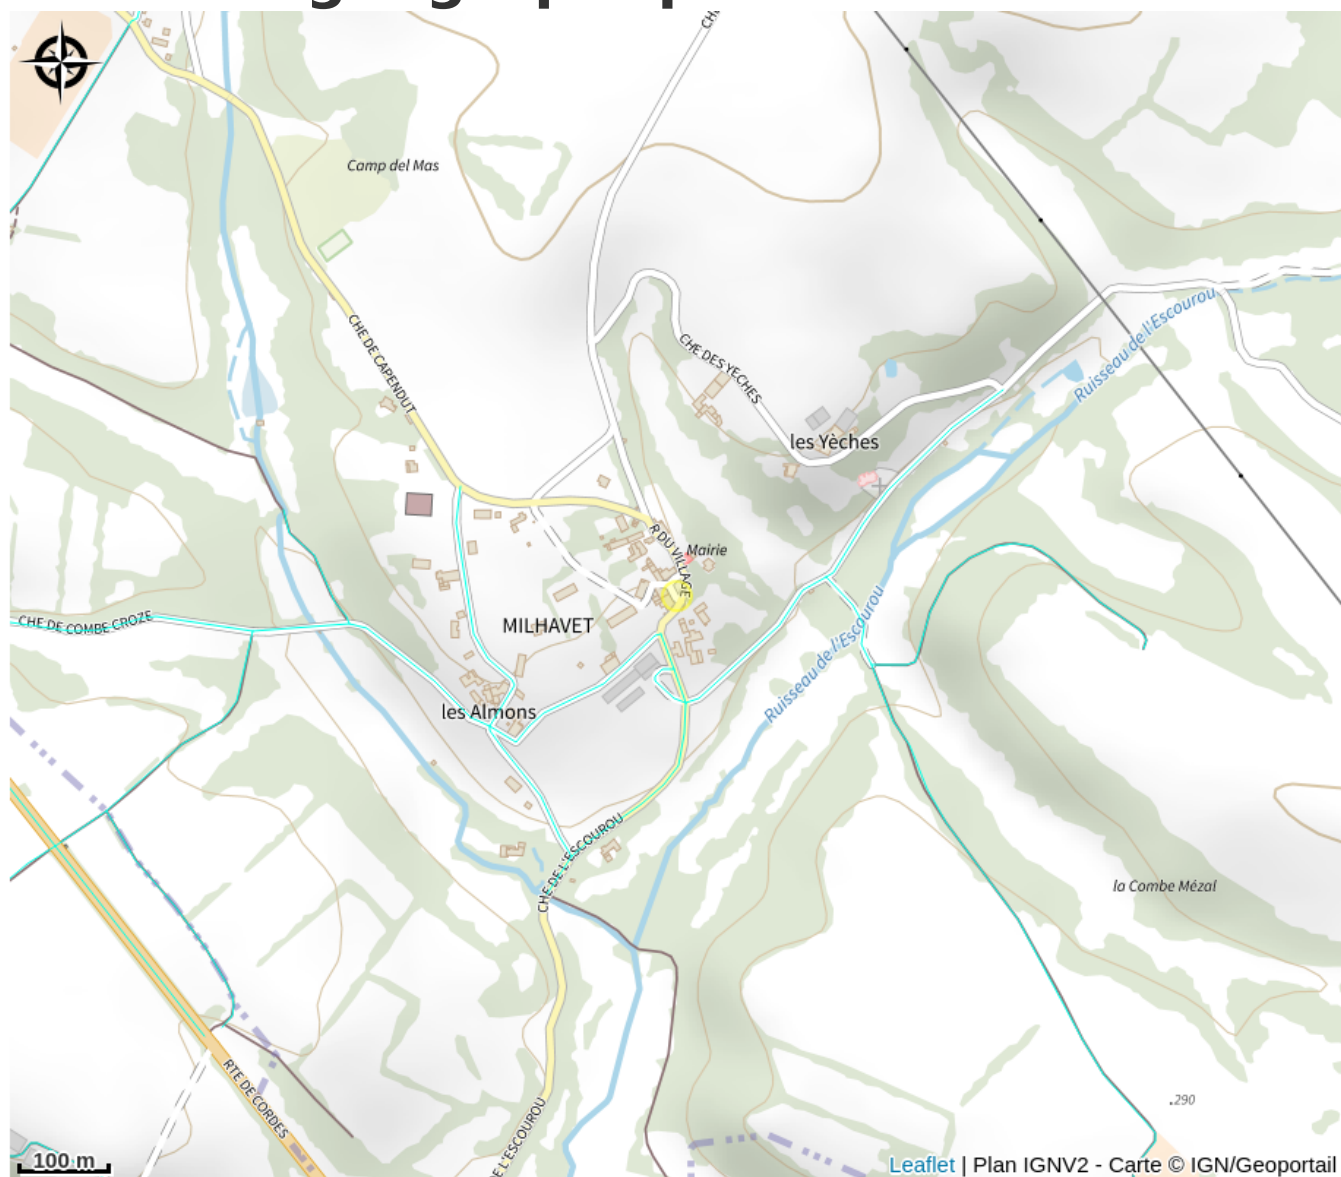 CHE
Camp del Mas
CHE DE CAPENDUT
CHE DES YECHES
Ruisseau de l'Escourou
les Yèches
R DU VILLAGE
Mairie
CHE DE COMBE CROZE
MILHAVET
Ruisseau de l'Escourou
les Almons
CHE DE L'ESCOUROU
la Combe Mézal
RTE DE CORDES
.290
E L'ESCOUROU
100 m
Leaflet | Plan IGNV2 - Carte © IGN/Geoportail